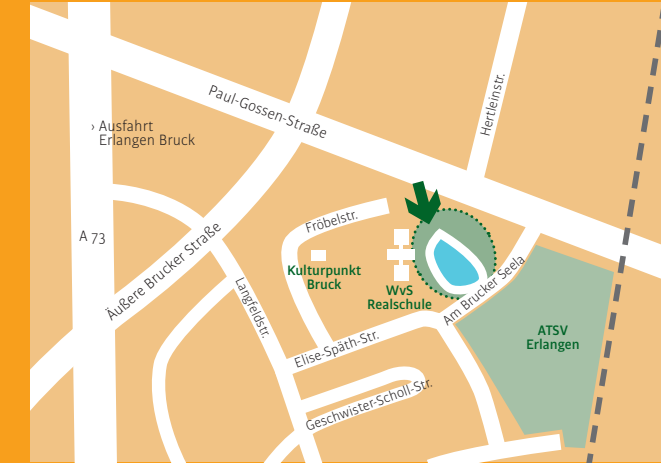 Paul-Gossen-Straße
Hertleinstr.
› Ausfahrt
Erlangen Bruck
A 73
Äußere Brucker Straße
Fröbelstr.
Kulturpunkt
Bruck
WvS
Realschule
Am Brucker Seela
Langfeldstr.
Elise-Späth-Str.
ATSV
Erlangen
Geschwister-Scholl-Str.